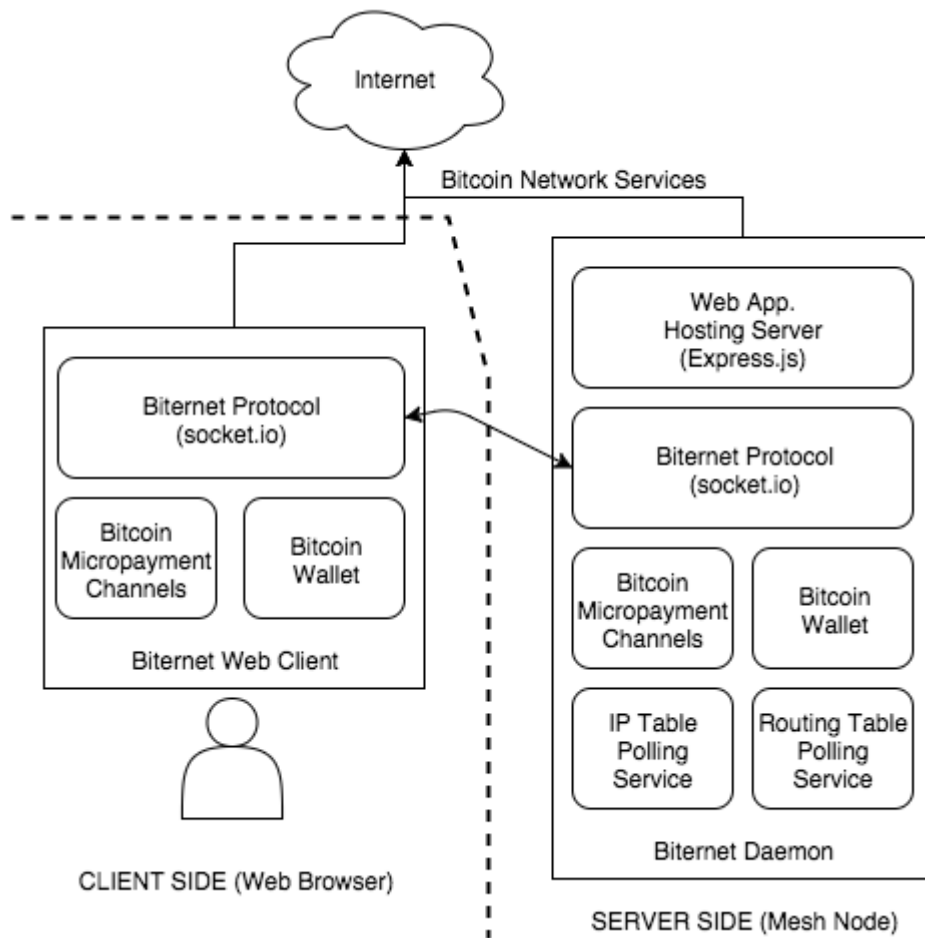 Internet
Bitcoin Network Services
Web App.
Hosting Server
(Express.js)
Biternet Protocol
(socket.io)
Biternet Protocol
(socket.io)
Bitcoin
Micropayment
Channels
Bitcoin
Wallet
Biternet Web Client
Bitcoin
Micropayment
Channels
Bitcoin
Wallet
IP Table
Polling
Service
Routing Table
Polling
Service
Biternet Daemon
CLIENT SIDE (Web Browser)
SERVER SIDE (Mesh Node)